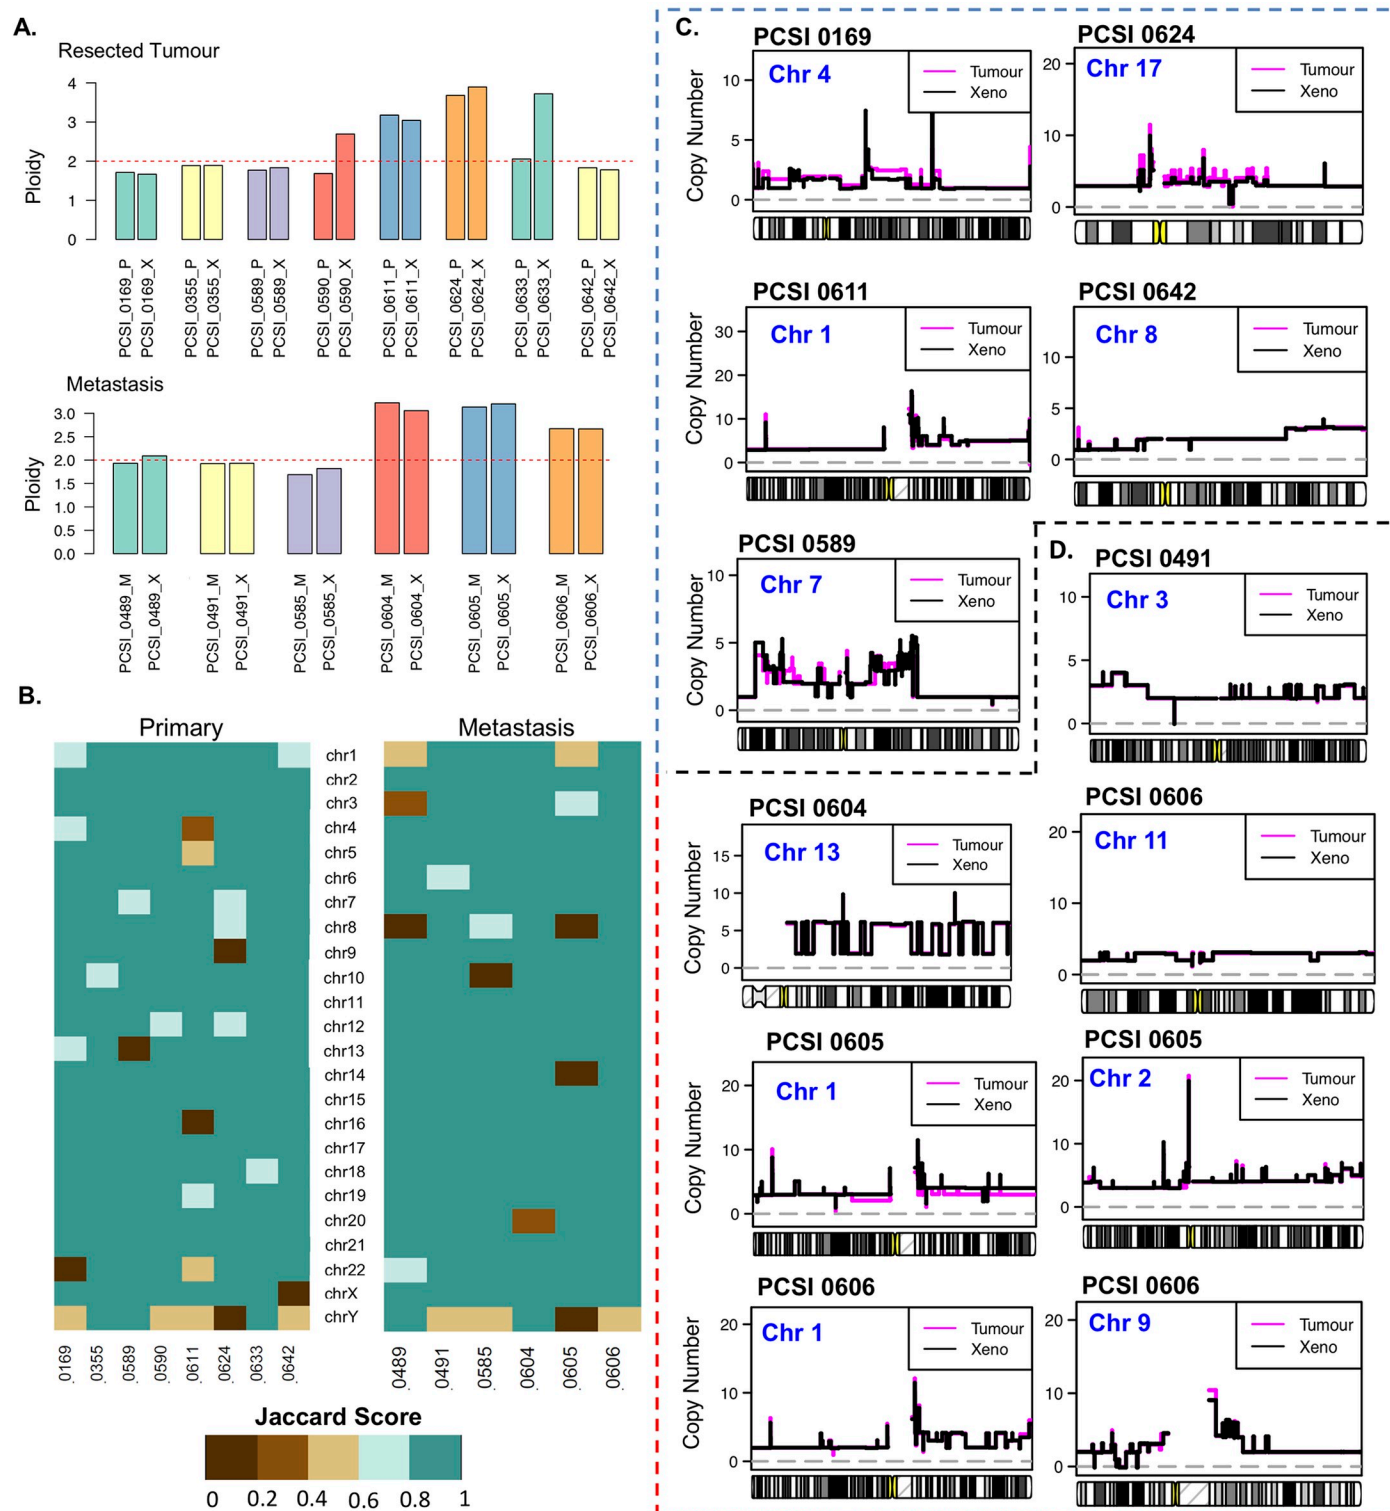 A.
Resected Tumour
Ploidy
4
3
2
1
0
PCSI_0169_P
PCSI_0169_X
PCSI_0355_P
PCSI_0355_X
PCSI_0589_P
PCSI_0589_X
PCSI_0590_P
PCSI_0590_X
PCSI_0611_P
PCSI_0611_X
PCSI_0624_P
PCSI_0624_X
PCSI_0633_P
PCSI_0633_X
PCSI_0642_P
PCSI_0642_X
Metastasis
Ploidy
3.0
2.5
2.0
1.5
1.0
0.5
0.0
PCSI_0489_M
PCSI_0489_X
PCSI_0491_M
PCSI_0491_X
PCSI_0585_M
PCSI_0585_X
PCSI_0604_M
PCSI_0604_X
PCSI_0605_M
PCSI_0605_X
PCSI_0606_M
PCSI_0606_X
B.
Primary
Metastasis
chr1
chr2
chr3
chr4
chr5
chr6
chr7
chr8
chr9
chr10
chr11
chr12
chr13
chr14
chr15
chr16
chr17
chr18
chr19
chr20
chr21
chr22
chrX
chrY
0169
0355
0589
0590
0611
0624
0633
0642
0489
0491
0585
0604
0605
0606
Jaccard Score
0 0.2 0.4 0.6 0.8 1
C.
PCSI 0169
Chr 4
Tumour
Xeno
Copy Number
10
5
0
PCSI 0624
Chr 17
Tumour
Xeno
20
10
0
PCSI 0611
Chr 1
Tumour
Xeno
Copy Number
30
20
10
0
PCSI 0642
Chr 8
Tumour
Xeno
10
5
0
PCSI 0589
Chr 7
Tumour
Xeno
Copy Number
10
5
0
D.
PCSI 0491
Chr 3
Tumour
Xeno
10
5
0
PCSI 0604
Chr 13
Tumour
Xeno
Copy Number
15
10
5
0
PCSI 0606
Chr 11
Tumour
Xeno
20
10
0
PCSI 0605
Chr 1
Tumour
Xeno
Copy Number
20
10
0
PCSI 0605
Chr 2
Tumour
Xeno
20
10
0
PCSI 0606
Chr 1
Tumour
Xeno
Copy Number
20
10
0
PCSI 0606
Chr 9
Tumour
Xeno
20
10
0